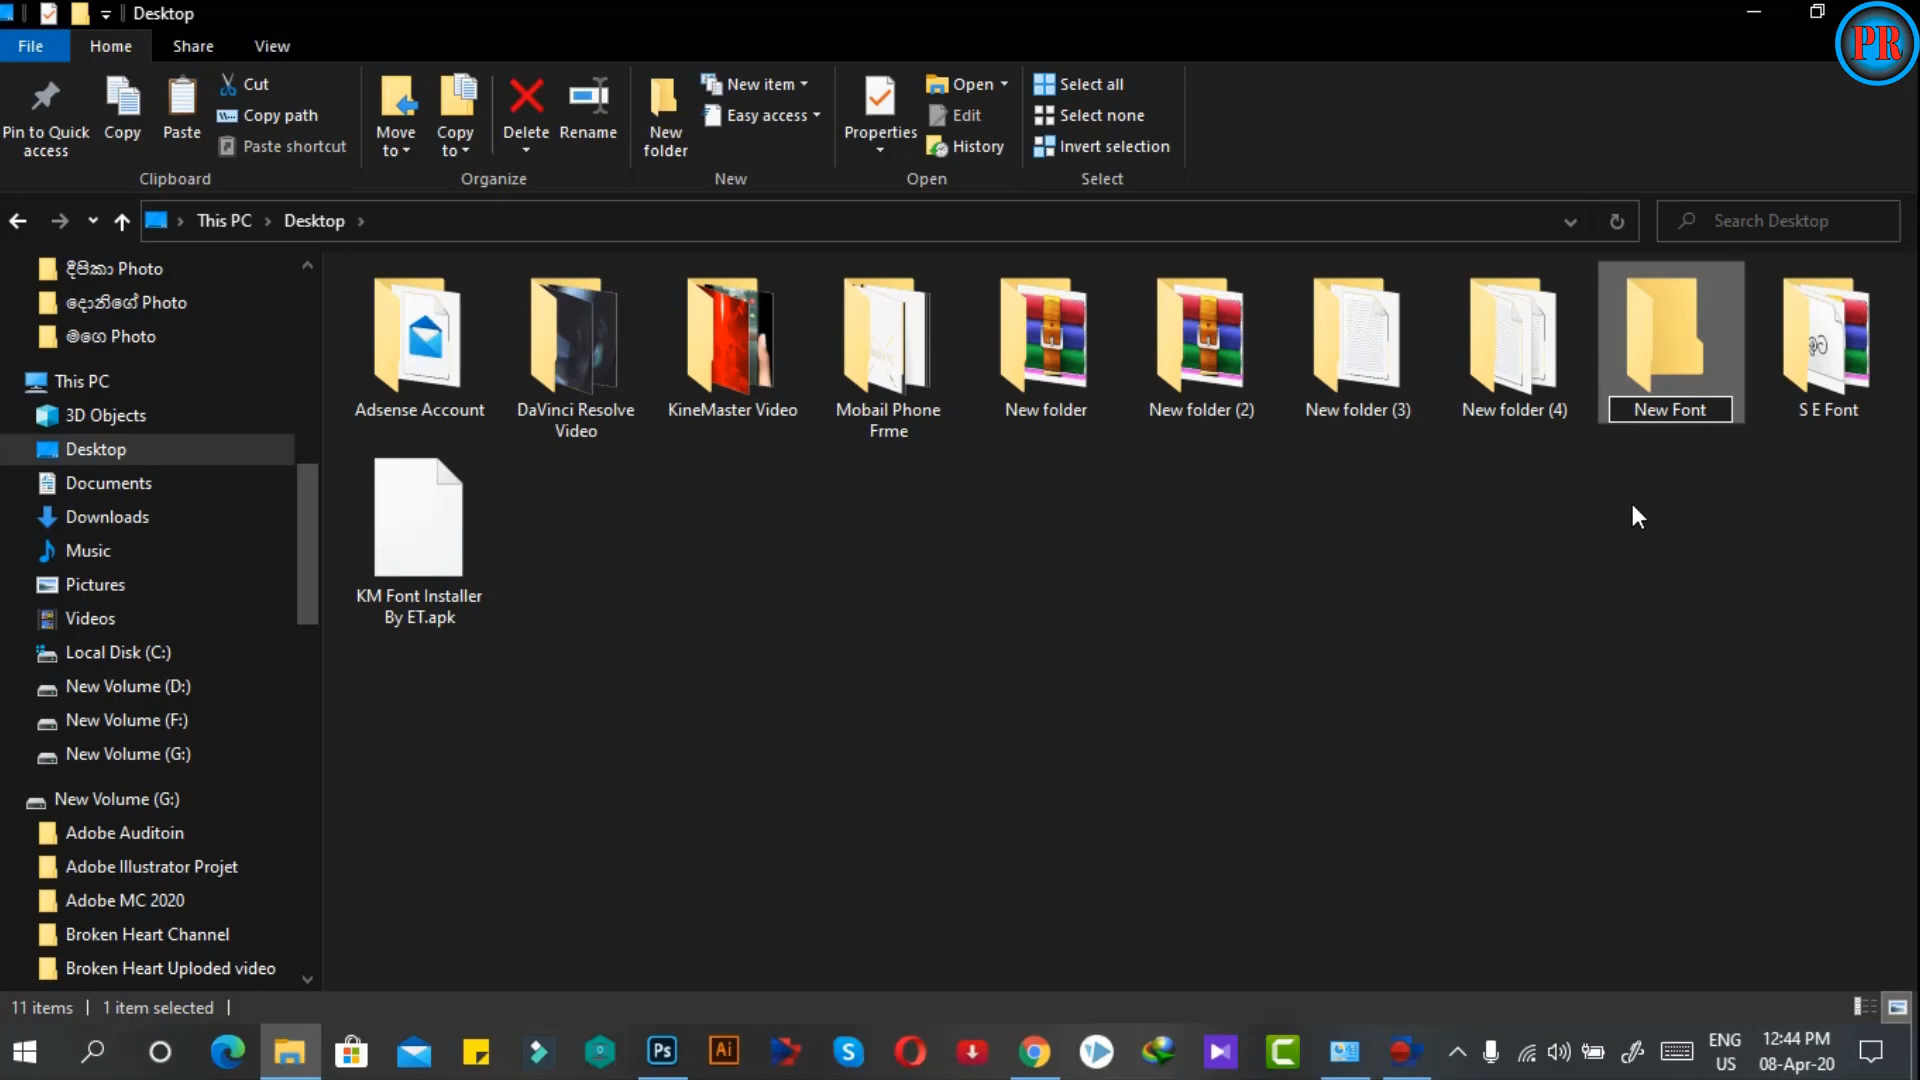 Desktop
PR
File
Home
Share
View
Pin to Quick access
Copy
Paste
Cut
Copy path
Paste shortcut
Clipboard
Move to
Copy to
Delete
Rename
Organize
New folder
New item
Easy access
New
Properties
Open
Edit
History
Open
Select all
Select none
Invert selection
Select
This PC
Desktop
Search Desktop
දීපිකා Photo
දොනිගේ Photo
මගෙ Photo
This PC
3D Objects
Desktop
Documents
Downloads
Music
Pictures
Videos
Local Disk (C:)
New Volume (D:)
New Volume (F:)
New Volume (G:)
New Volume (G:)
Adobe Auditoin
Adobe Illustrator Projet
Adobe MC 2020
Broken Heart Channel
Broken Heart Uploded video
Adsense Account
DaVinci Resolve
Video
KineMaster Video
Mobail Phone
Frme
New folder
New folder (2)
New folder (3)
New folder (4)
New Font
S E Font
KM Font Installer
By ET.apk
11 items
1 item selected
Ps
Ai
ENG
US
12:44 PM
08-Apr-20